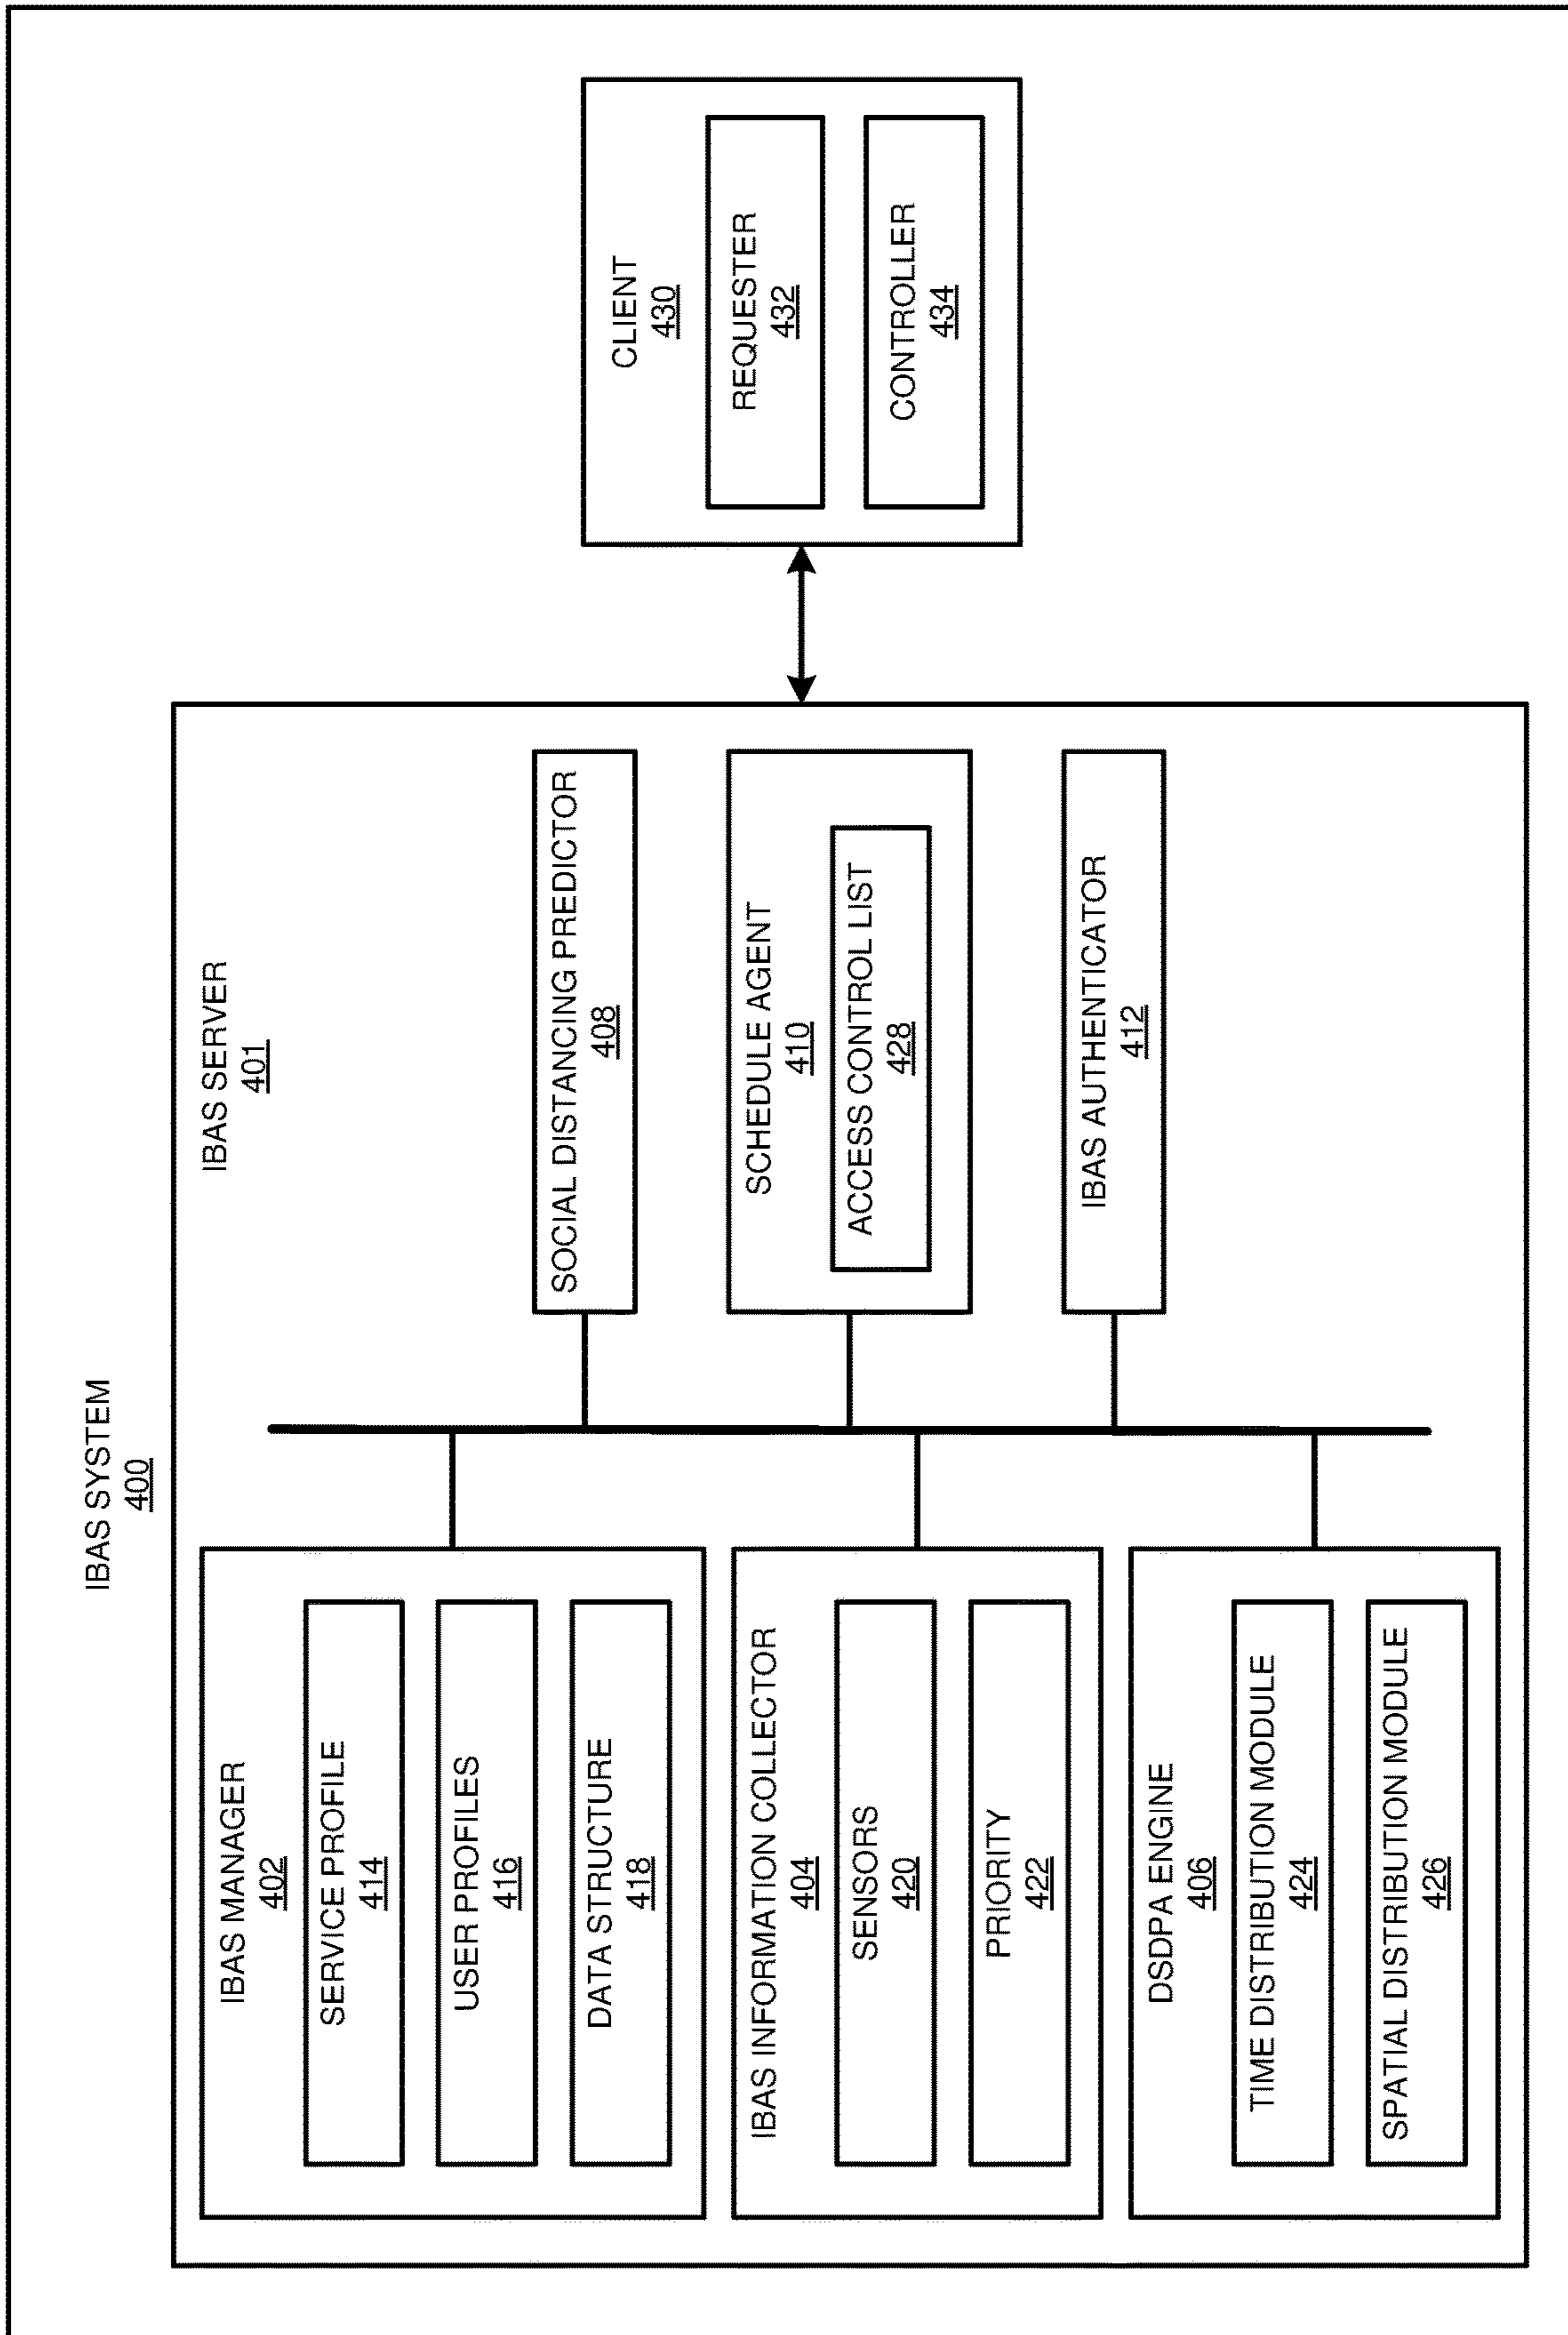 IBAS SYSTEM
400
IBAS SERVER
401
IBAS MANAGER
402
SERVICE PROFILE
414
USER PROFILES
416
DATA STRUCTURE
418
IBAS INFORMATION COLLECTOR
404
SENSORS
420
PRIORITY
422
DSDPA ENGINE
406
TIME DISTRIBUTION MODULE
424
SPATIAL DISTRIBUTION MODULE
426
SOCIAL DISTANCING PREDICTOR
408
SCHEDULE AGENT
410
ACCESS CONTROL LIST
428
IBAS AUTHENTICATOR
412
CLIENT
430
REQUESTER
432
CONTROLLER
434